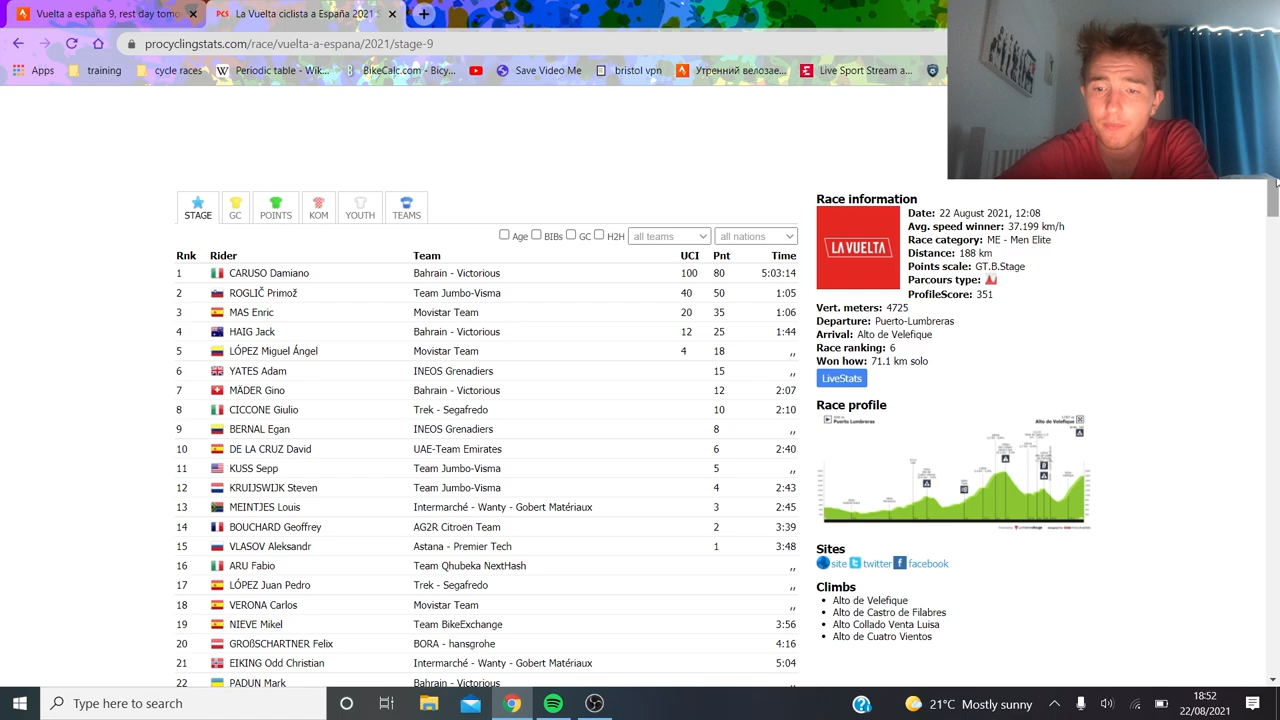 Vuelta a espana 9, rest day tomo
La Vuelta ciclista a España 2021
procyclingstats.com/race/vuelta-a-espana/2021/stage-9
Apps
trading
cycle races
Periodic table - Wik...
BikeCalc.com - Bicy...
Save Video Me
bristol vpn
Утренний велозае...
Live Sport Stream a...
STAGE GC POINTS KOM YOUTH TEAMS
Age BIBs GC H2H all teams all nations
Rnk Rider Team UCI Pnt Time
1 CARUSO Damiano Bahrain - Victorious 100 80 5:03:14
2 ROGLIČ Team Jumbo-Visma 40 50 1:05
3 MAS Enric Movistar Team 20 35 1:06
4 HAIG Jack Bahrain - Victorious 12 25 1:44
5 LÓPEZ Miguel Ángel Movistar Team 4 18 ,,
6 YATES Adam INEOS Grenadiers 15 ,,
7 MÄDER Gino Bahrain - Victorious 12 2:07
8 CICCONE Giulio Trek - Segafredo 10 2:10
9 BERNAL Egan INEOS Grenadiers 8 ,,
10 DE LA CRUZ David UAE-Team Emirates 6 2:40
11 KUSS Sepp Team Jumbo-Visma 5 ,,
12 KRUIJSWIJK Steven Team Jumbo-Visma 4 2:43
13 MEINTJES Louis Intermarché - Wanty - Gobert Matériaux 3 2:45
14 BOUCHARD Geoffrey AG2R Citroën Team 2 3:39
15 VLASOV Aleksandr Astana - Premier Tech 1 3:48
16 ARU Fabio Team Qhubeka NextHash ,,
17 LÓPEZ Juan Pedro Trek - Segafredo ,,
18 VERONA Carlos Movistar Team ,,
19 NIEVE Mikel Team BikeExchange 3:56
20 GROßSCHARTNER Felix BORA - hansgrohe 4:16
21 EIKING Odd Christian Intermarché - Wanty - Gobert Matériaux 5:04
22 PADUN Mark Bahrain - Victorious
Race information
LA VUELTA
Date: 22 August 2021, 12:08
Avg. speed winner: 37.199 km/h
Race category: ME - Men Elite
Distance: 188 km
Points scale: GT.B.Stage
Parcours type:
ProfileScore: 351
Vert. meters: 4725
Departure: Puerto-Lumbreras
Arrival: Alto de Velefique
Race ranking: 6
Won how: 71.1 km solo
LiveStats
Race profile
Puerto Lumbreras
Alto de Velefique
Sites
site twitter facebook
Climbs
Alto de Velefique
Alto de Castro de Filabres
Alto Collado Venta Luisa
Alto de Cuatro Vientos
Type here to search
21°C Mostly sunny
18:52
22/08/2021